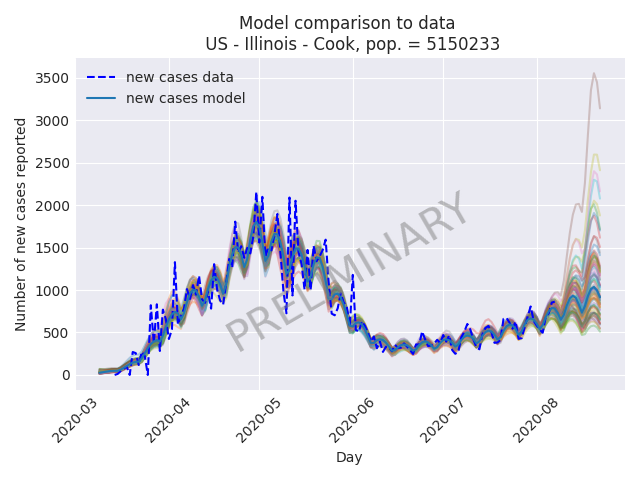 Model comparison to data
US - Illinois - Cook, pop. = 5150233
new cases data
new cases model
PRELIMINARY
Number of new cases reported
3500
3000
2500
2000
1500
1000
500
0
2020-03
2020-04
2020-05
2020-06
2020-07
2020-08
Day